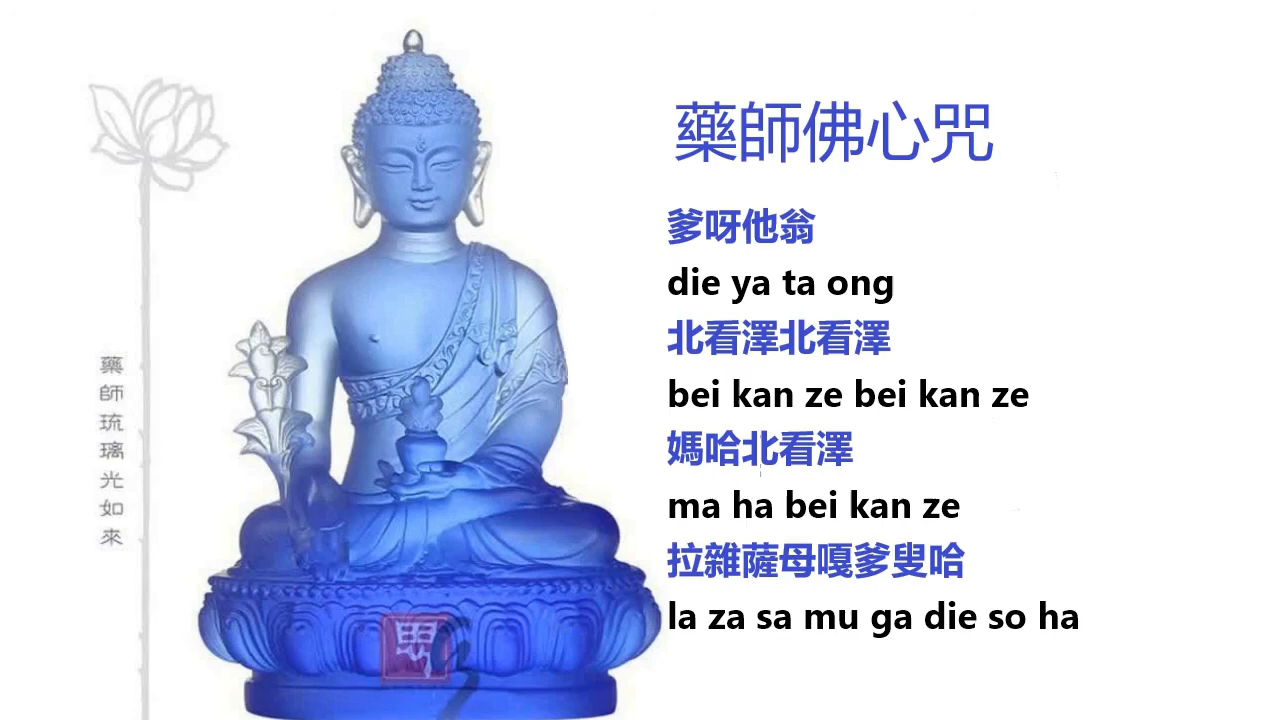 藥師佛心咒
爹呀他翁
die ya ta ong
北看澤北看澤
bei kan ze bei kan ze
媽哈北看澤
ma ha bei kan ze
拉雜薩母嘎爹叟哈
la za sa mu ga die so ha
藥師琉璃光如來